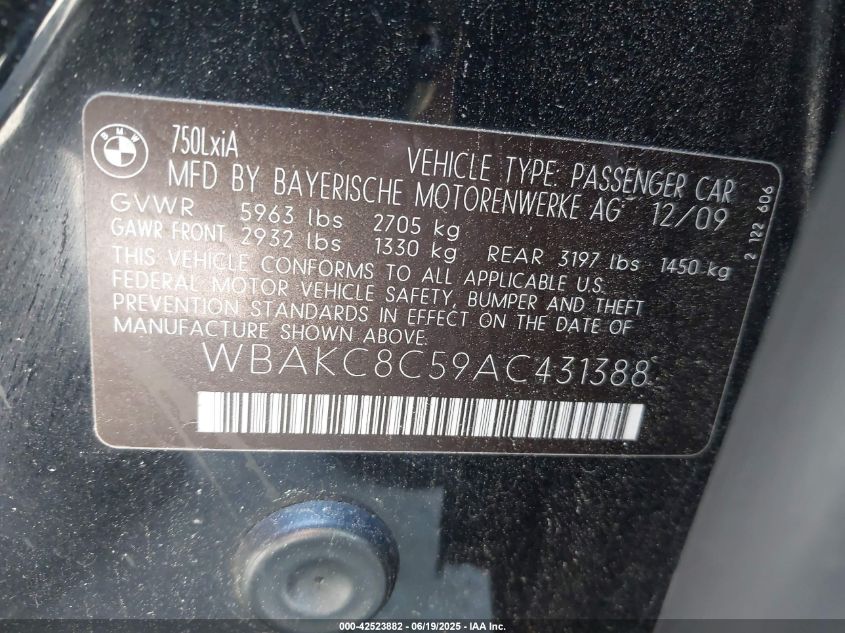 BMW
750LxiA
VEHICLE TYPE: PASSENGER CAR
MFD BY BAYERISCHE MOTORENWERKE AG 12/09
GVWR 5963 lbs 2705 kg
GAWR FRONT 2932 lbs 1330 kg REAR 3197 lbs 1450 kg
THIS VEHICLE CONFORMS TO ALL APPLICABLE U.S.
FEDERAL MOTOR VEHICLE SAFETY, BUMPER AND THEFT
PREVENTION STANDARDS IN EFFECT ON THE DATE OF
MANUFACTURE SHOWN ABOVE.
WBAKC8C59AC431388
2 122 606
000-42523882 - 06/19/2025 - IAA Inc.